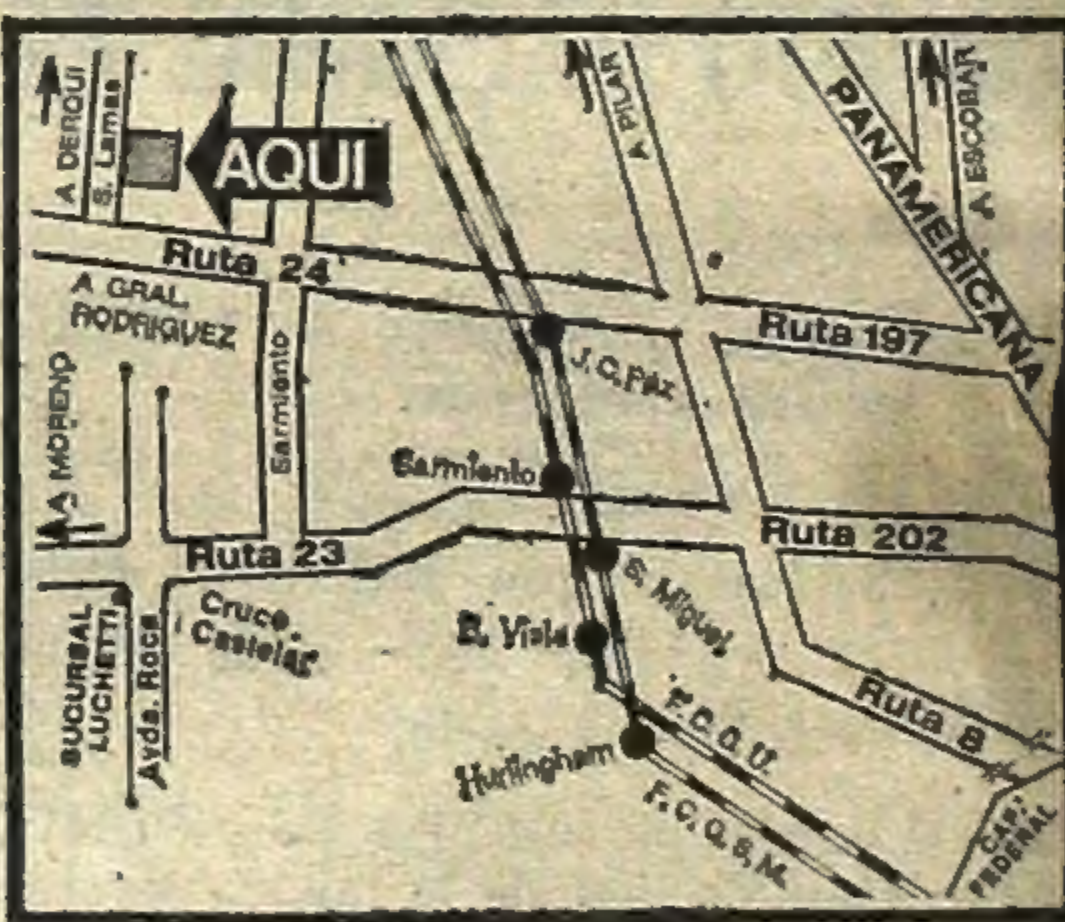 A DERQUI
S. Lamas
AQUI
A PILAR
PANAMERICANA
A ESCOBAR
Ruta 24
A GRAL.
RODRIGUEZ
Ruta 197
J. C. Paz
A MORENO
Sarmiento
Sarmiento
Ruta 23
Ruta 202
Cruce
Castelar
S. Miguel
B. Vista
SUCURSAL
LUCHETTI
Avda. Roca
Ruta 8
F. C. G. U.
Hurlingham
F. C. G. S. M.
CAP.
FEDERAL